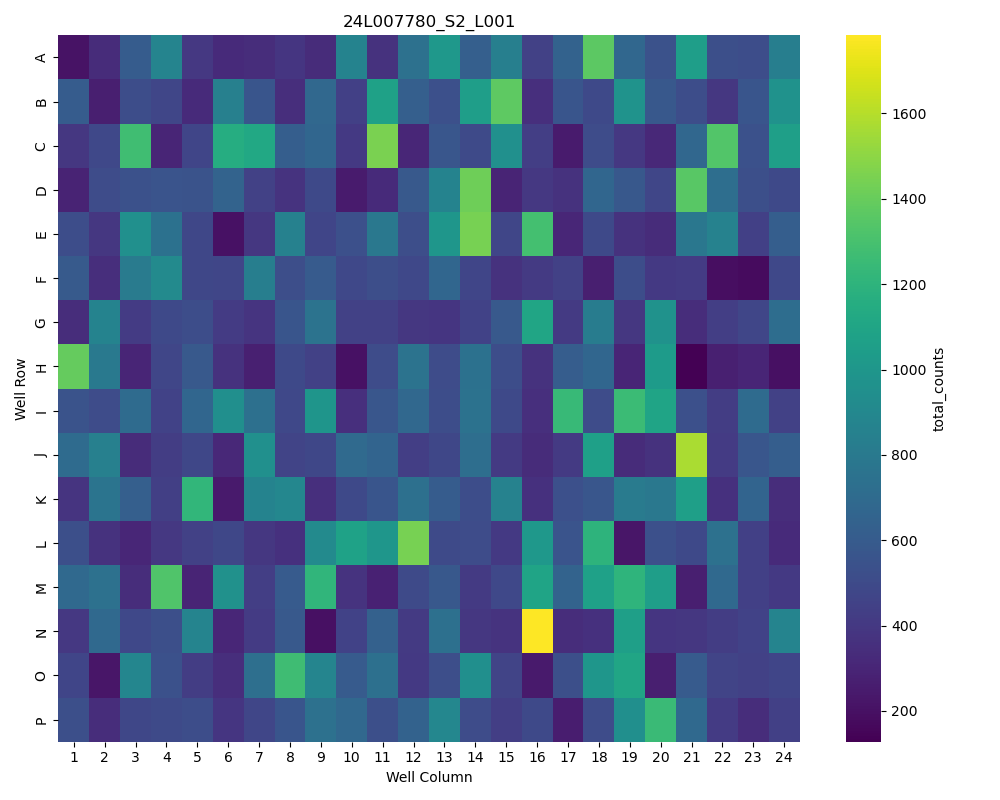 24L007780_S2_L001
A
B
C
D
E
F
G
H
I
J
K
L
M
N
O
P
Well Row
1 2 3 4 5 6 7 8 9 10 11 12 13 14 15 16 17 18 19 20 21 22 23 24
Well Column
1600
1400
1200
1000
800
600
400
200
total_counts